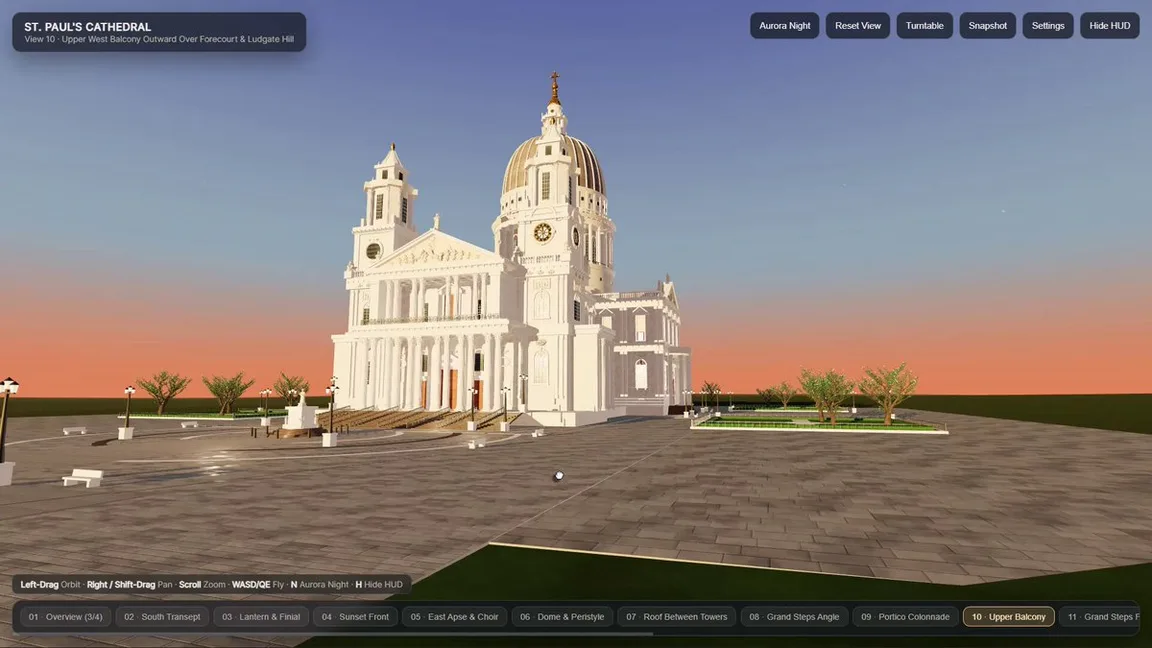 ST. PAUL'S CATHEDRAL
View 10 · Upper West Balcony Outward Over Forecourt & Ludgate Hill
Aurora Night
Reset View
Turntable
Snapshot
Settings
Hide HUD
Left-Drag Orbit · Right / Shift-Drag Pan · Scroll Zoom · WASD/QE Fly · N Aurora Night · H Hide HUD
01 · Overview (3/4)
02 · South Transept
03 · Lantern & Finial
04 · Sunset Front
05 · East Apse & Choir
06 · Dome & Peristyle
07 · Roof Between Towers
08 · Grand Steps Angle
09 · Portico Colonnade
10 · Upper Balcony
11 · Grand Steps